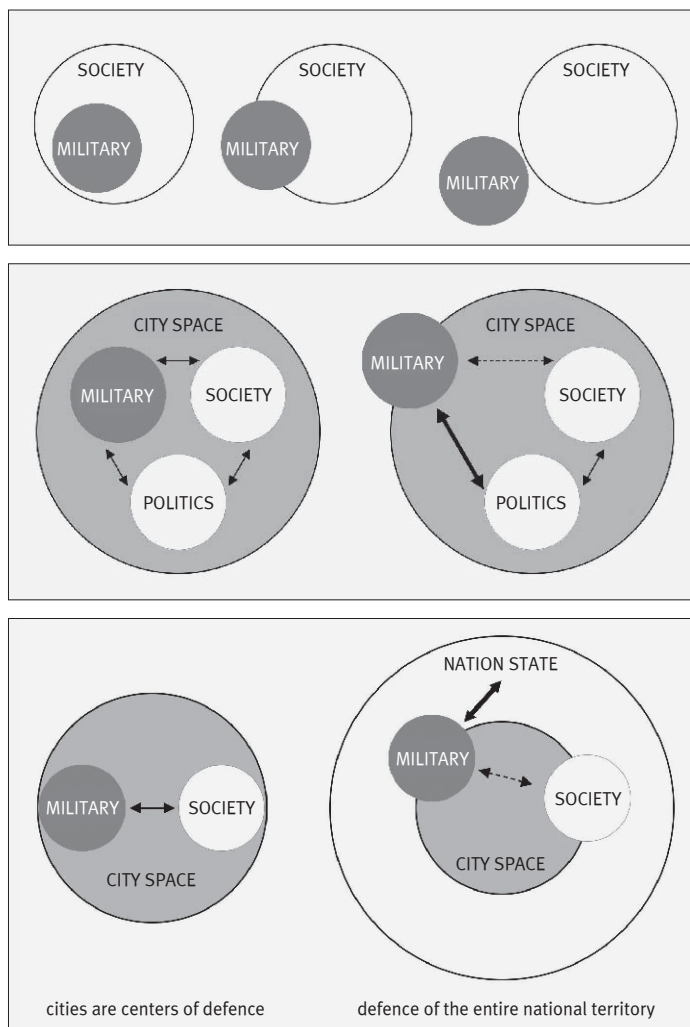 SOCIETY
MILITARY
SOCIETY
MILITARY
SOCIETY
MILITARY
CITY SPACE
MILITARY
SOCIETY
POLITICS
CITY SPACE
MILITARY
SOCIETY
POLITICS
MILITARY
SOCIETY
CITY SPACE
cities are centers of defence
NATION STATE
MILITARY
SOCIETY
CITY SPACE
defence of the entire national territory